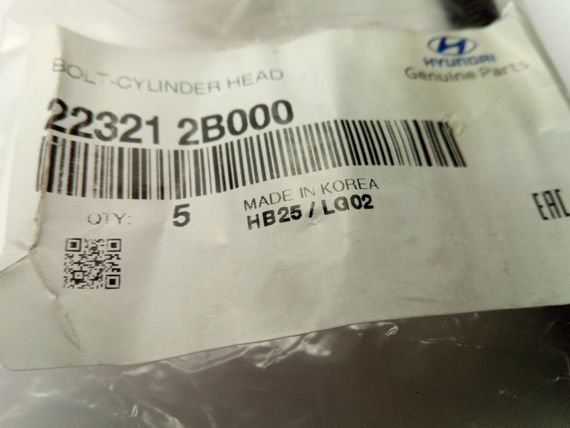 BOLT-CYLINDER HEAD
HYUNDAI
Genuine Parts
22321 2B000
QTY: 5
MADE IN KOREA
HB25 / LG02
EAC